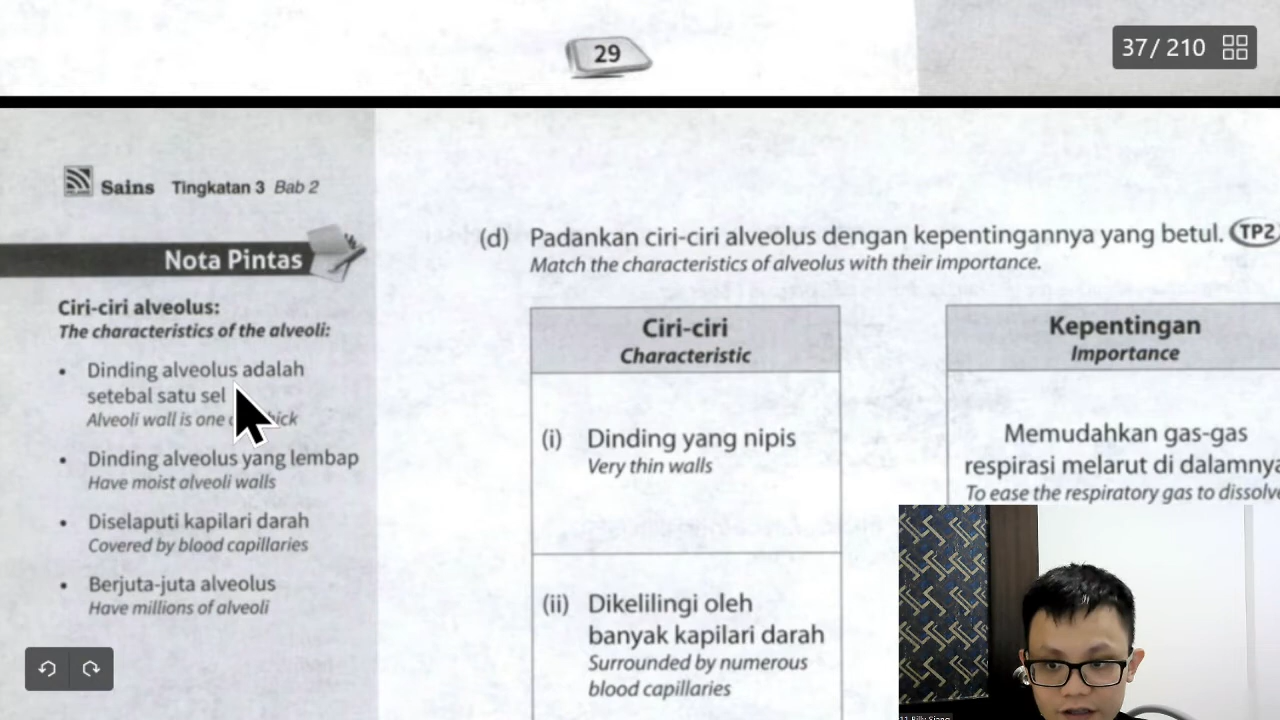 29
37/ 210
Sains Tingkatan 3 Bab 2
Nota Pintas
Ciri-ciri alveolus:
The characteristics of the alveoli:
• Dinding alveolus adalah
setebal satu sel
Alveoli wall is one
• Dinding alveolus yang lembap
Have moist alveoli walls
• Diselaputi kapilari darah
Covered by blood capillaries
• Berjuta-juta alveolus
Have millions of alveoli
(d) Padankan ciri-ciri alveolus dengan kepentingannya yang betul. TP2
Match the characteristics of alveolus with their importance.
Ciri-ciri
Characteristic
(i) Dinding yang nipis
Very thin walls
(ii) Dikelilingi oleh
banyak kapilari darah
Surrounded by numerous
blood capillaries
Kepentingan
Importance
Memudahkan gas-gas
respirasi melarut di dalamnya
To ease the respiratory gas to dissolve